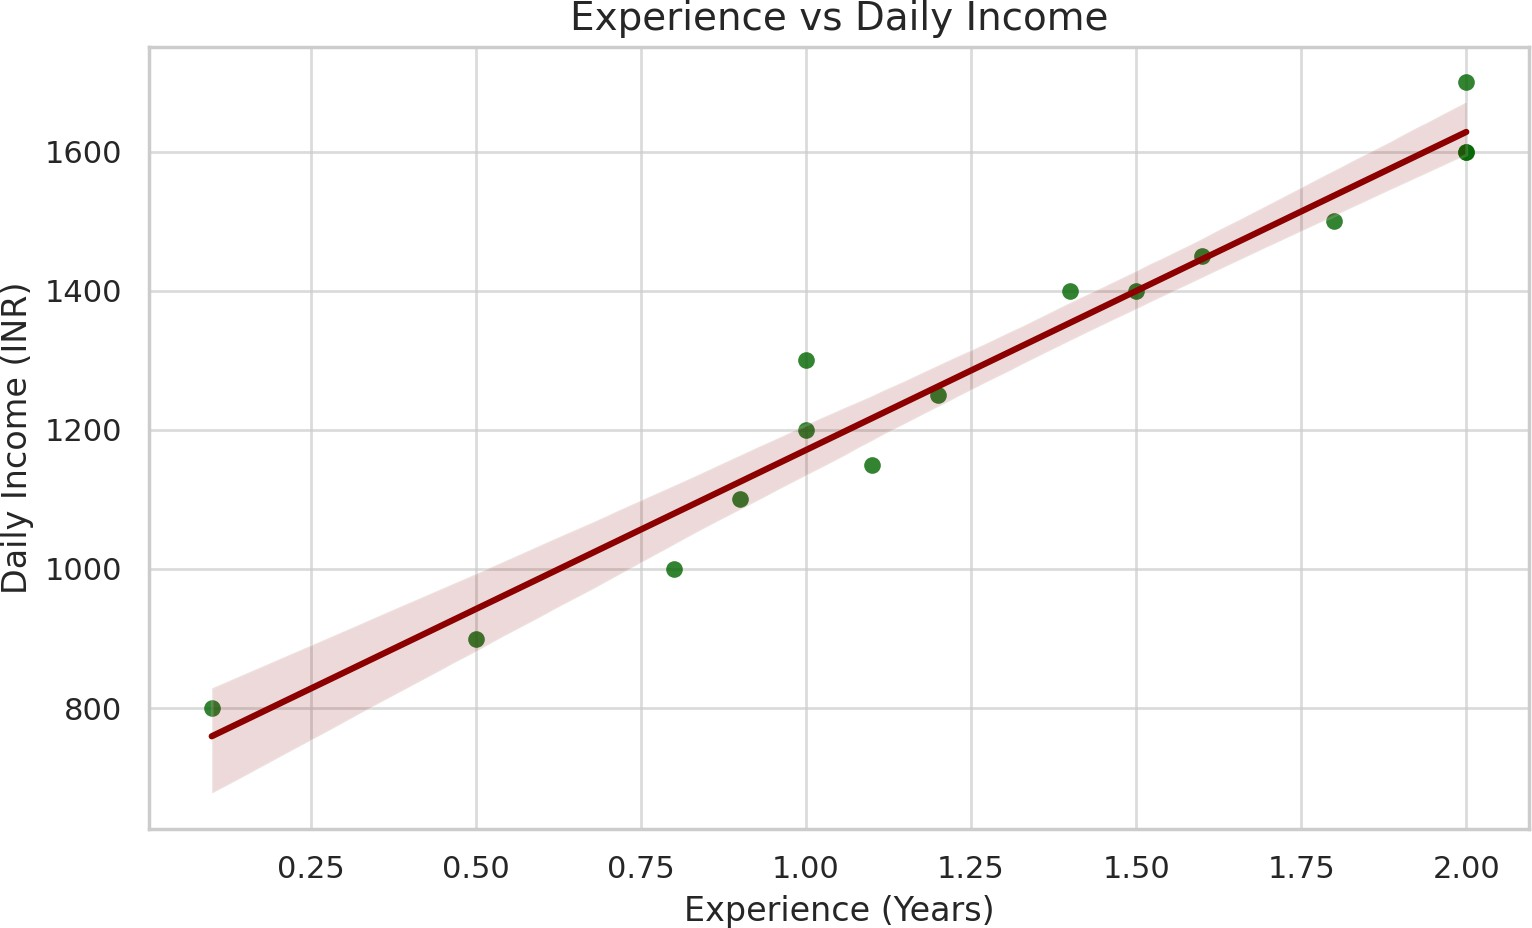 Experience vs Daily Income
Daily Income (INR)
1600
1400
1200
1000
800
0.25 0.50 0.75 1.00 1.25 1.50 1.75 2.00
Experience (Years)